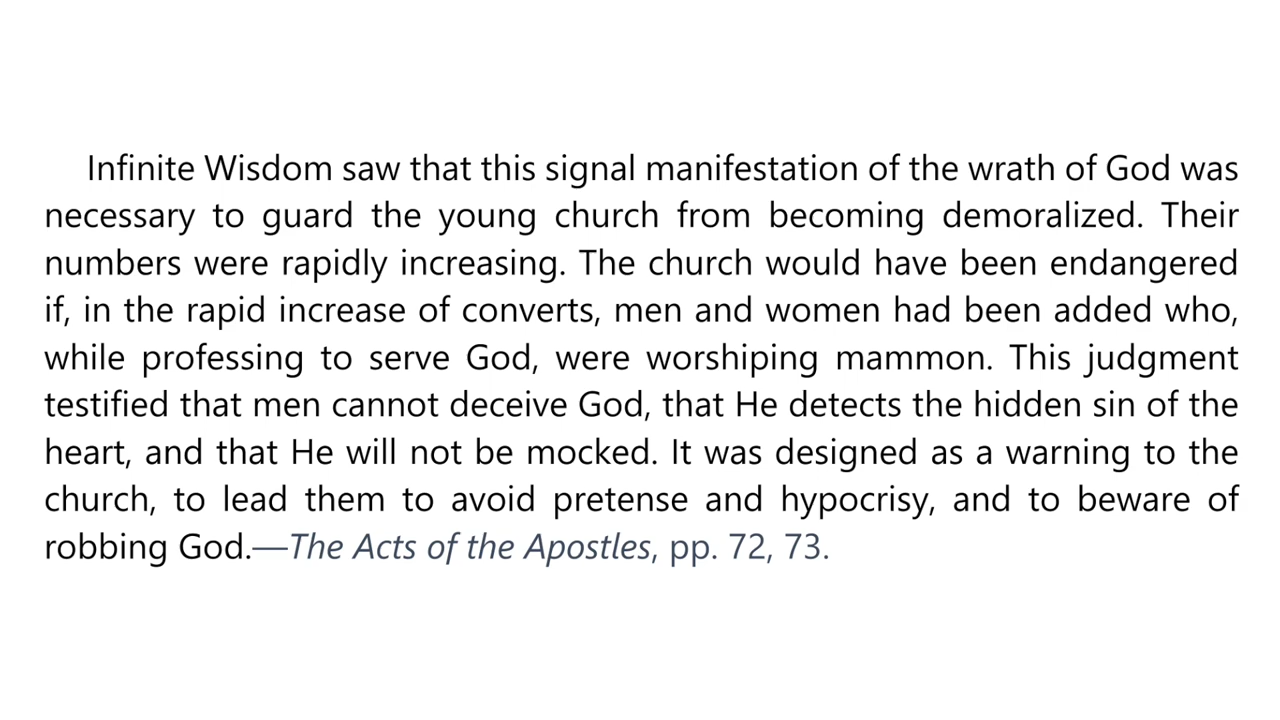 Infinite Wisdom saw that this signal manifestation of the wrath of God was
necessary to guard the young church from becoming demoralized. Their
numbers were rapidly increasing. The church would have been endangered
if, in the rapid increase of converts, men and women had been added who,
while professing to serve God, were worshiping mammon. This judgment
testified that men cannot deceive God, that He detects the hidden sin of the
heart, and that He will not be mocked. It was designed as a warning to the
church, to lead them to avoid pretense and hypocrisy, and to beware of
robbing God.—The Acts of the Apostles, pp. 72, 73.